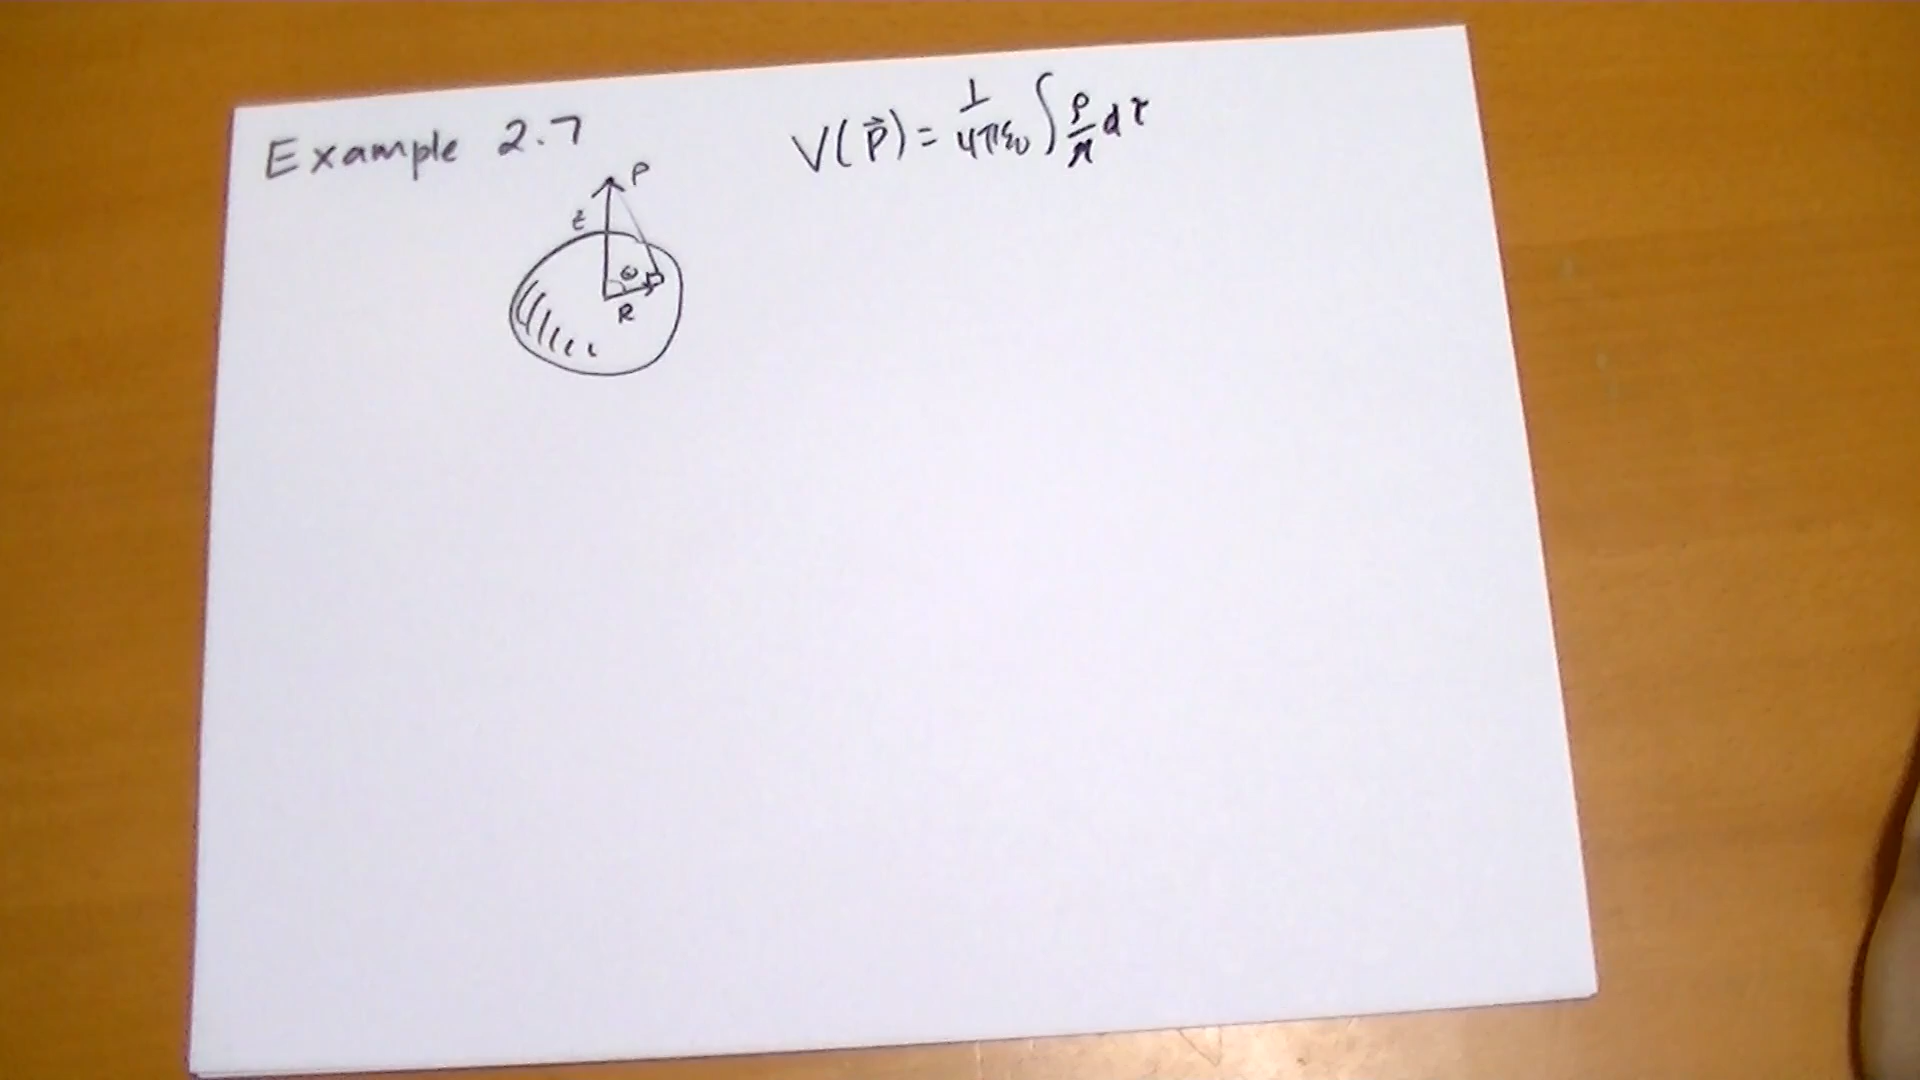 Example 2.7
V(P⃗) = 1/4πε₀ ∫ ρ/𝓇 dτ
P
z
θ
R